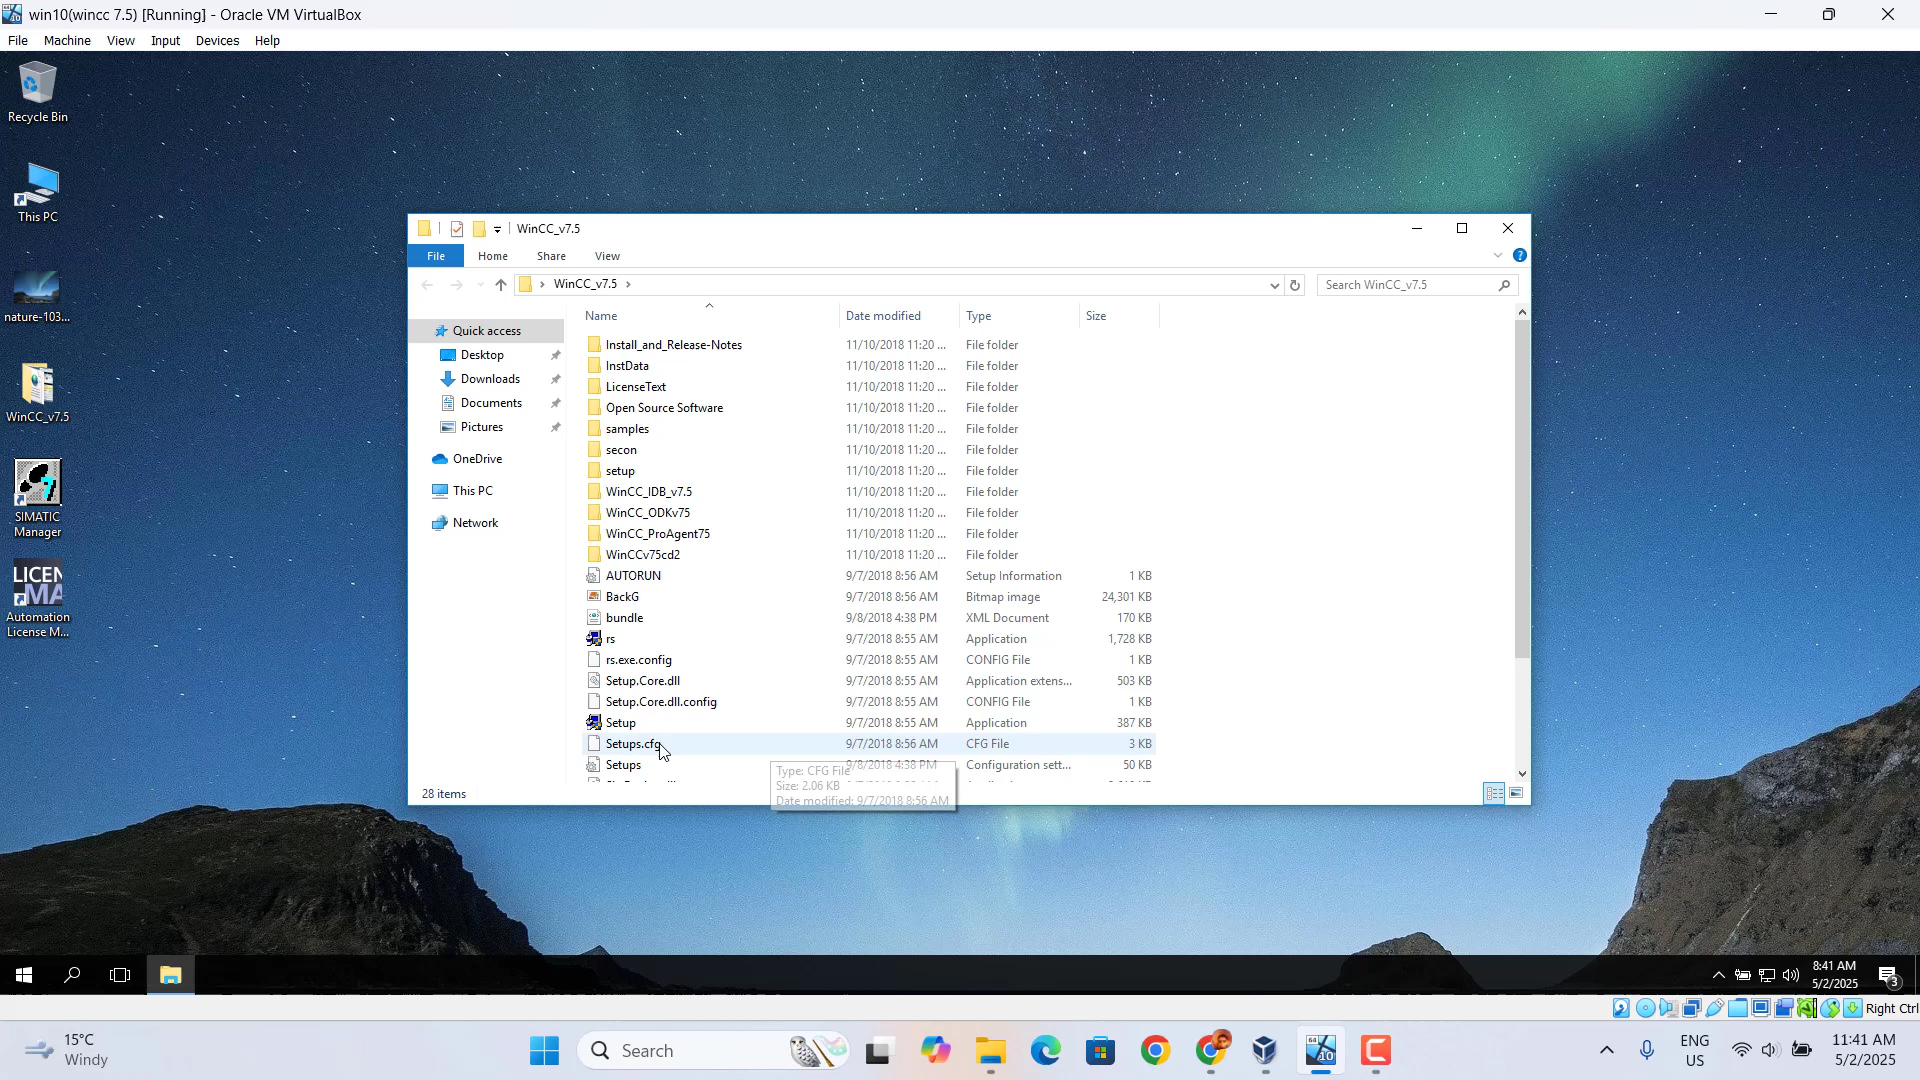 win10(wincc 7.5) [Running] - Oracle VM VirtualBox
File Machine View Input Devices Help
Recycle Bin
This PC
nature-103...
WinCC_v7.5
SIMATIC
Manager
LICEN
MA
Automation
License M...
WinCC_v7.5
File Home Share View
WinCC_v7.5
Search WinCC_v7.5
Quick access
Desktop
Downloads
Documents
Pictures
OneDrive
This PC
Network
Name Date modified Type Size
Install_and_Release-Notes 11/10/2018 11:20 ... File folder
InstData 11/10/2018 11:20 ... File folder
LicenseText 11/10/2018 11:20 ... File folder
Open Source Software 11/10/2018 11:20 ... File folder
samples 11/10/2018 11:20 ... File folder
secon 11/10/2018 11:20 ... File folder
setup 11/10/2018 11:20 ... File folder
WinCC_IDB_v7.5 11/10/2018 11:20 ... File folder
WinCC_ODKv75 11/10/2018 11:20 ... File folder
WinCC_ProAgent75 11/10/2018 11:20 ... File folder
WinCCv75cd2 11/10/2018 11:20 ... File folder
AUTORUN 9/7/2018 8:56 AM Setup Information 1 KB
BackG 9/7/2018 8:56 AM Bitmap image 24,301 KB
bundle 9/8/2018 4:38 PM XML Document 170 KB
rs 9/7/2018 8:55 AM Application 1,728 KB
rs.exe.config 9/7/2018 8:55 AM CONFIG File 1 KB
Setup.Core.dll 9/7/2018 8:55 AM Application extens... 503 KB
Setup.Core.dll.config 9/7/2018 8:55 AM CONFIG File 1 KB
Setup 9/7/2018 8:55 AM Application 387 KB
Setups.cfg 9/7/2018 8:56 AM CFG File 3 KB
Setups 9/8/2018 4:38 PM Configuration sett... 50 KB
Type: CFG File
Size: 2.06 KB
Date modified: 9/7/2018 8:56 AM
28 items
8:41 AM
5/2/2025
3
Right Ctrl
15°C
Windy
Search
64
10
ENG
US
11:41 AM
5/2/2025